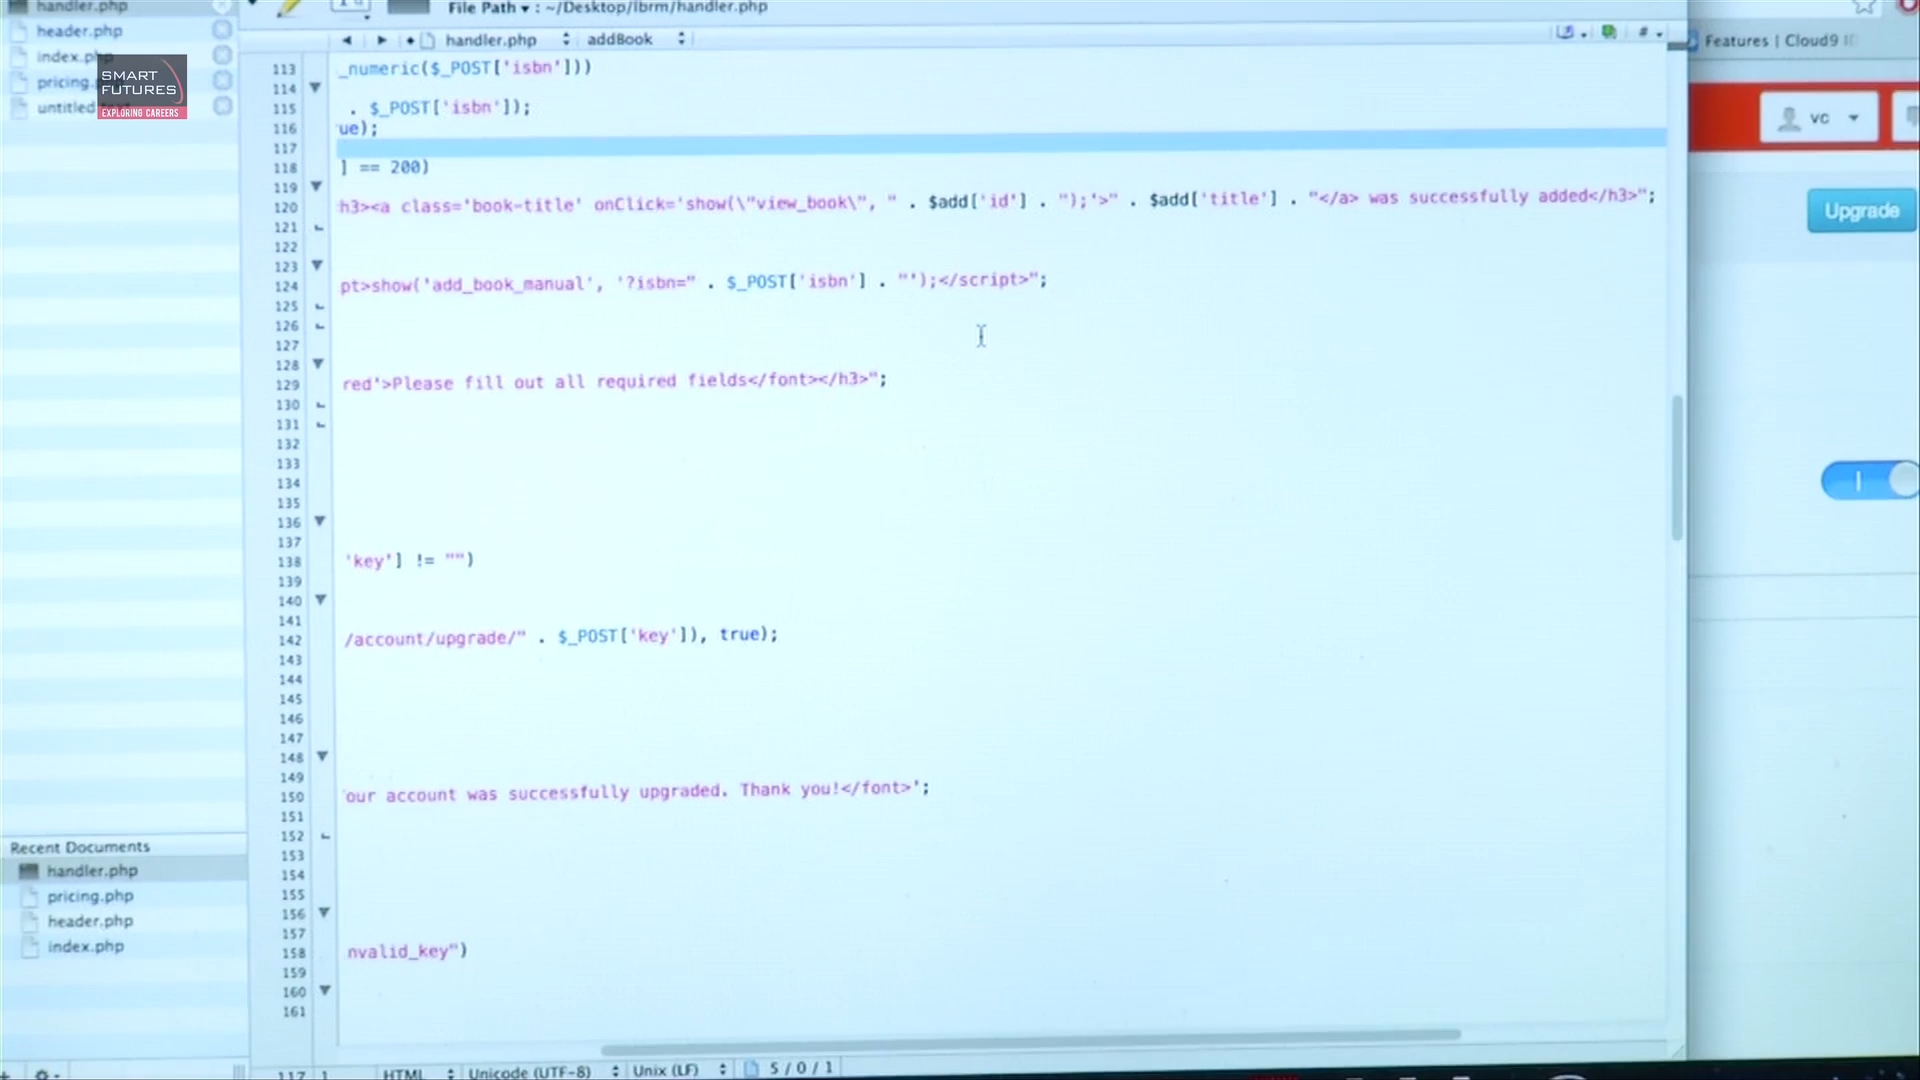 handler.php
header.php
index.php
pricing.
untitled
SMART
FUTURES
EXPLORING CAREERS
File Path ▾ : ~/Desktop/lbrm/handler.php
handler.php addBook
Features | Cloud9
vc
Upgrade
113 _numeric($_POST['isbn']))
114
115 . $_POST['isbn']);
116 ue);
117
118 ] == 200)
119
120 h3><a class='book-title' onClick='show(\"view_book\", " . $add['id'] . ");'>" . $add['title'] . "</a> was successfully added</h3>";
121
122
123
124 pt>show('add_book_manual', '?isbn=" . $_POST['isbn'] . "');</script>";
125
126
127
128
129 red'>Please fill out all required fields</font></h3>";
130
131
132
133
134
135
136
137
138 'key'] != "")
139
140
141
142 /account/upgrade/" . $_POST['key']), true);
143
144
145
146
147
148
149
150 our account was successfully upgraded. Thank you!</font>';
151
152
153
154
155
156
157
158 nvalid_key")
159
160
161
Recent Documents
handler.php
pricing.php
header.php
index.php
117 1 HTML Unicode (UTF-8) Unix (LF) 5 / 0 / 1